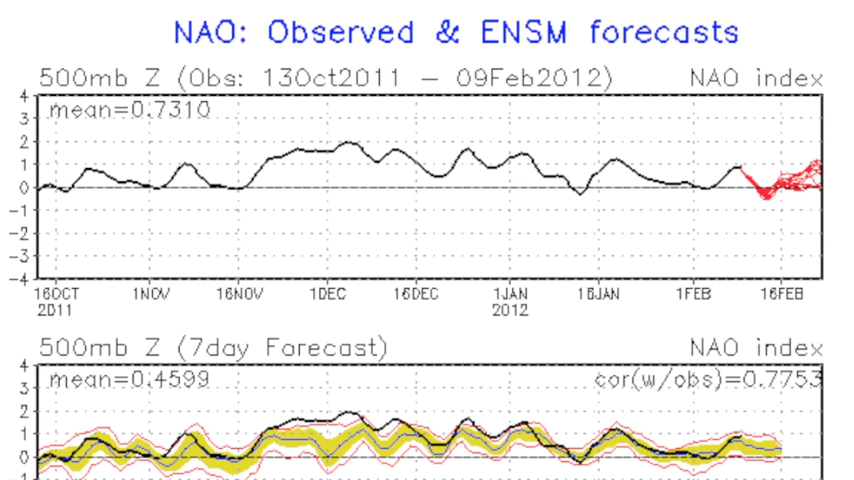 NAO: Observed & ENSM forecasts
500mb Z (Obs: 13Oct2011 – 09Feb2012) NAO index
mean=0.7310
4
3
2
1
0
-1
-2
-3
-4
16OCT 1NOV 16NOV 1DEC 16DEC 1JAN 16JAN 1FEB 16FEB
2011 2012
500mb Z (7day Forecast) NAO index
mean=0.4599 cor(w/obs)=0.7753
4
3
2
1
0